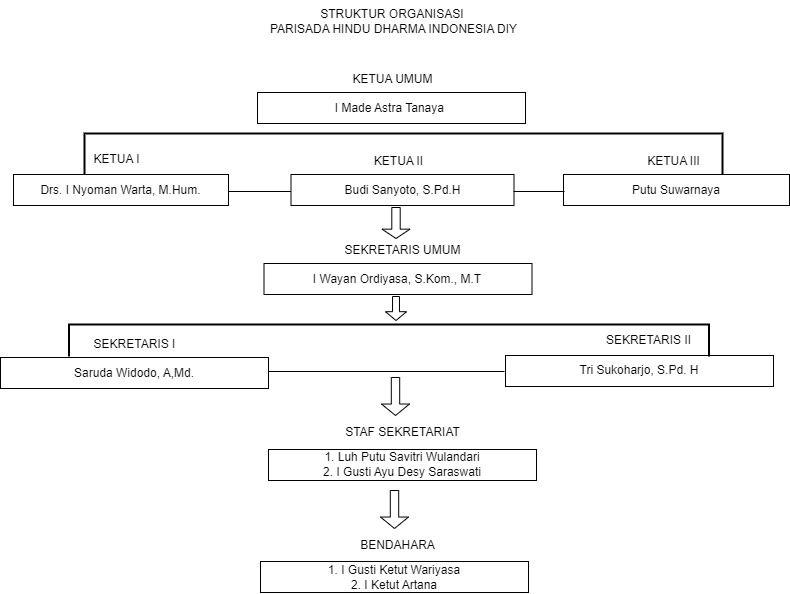 STRUKTUR ORGANISASI
PARISADA HINDU DHARMA INDONESIA DIY
KETUA UMUM
I Made Astra Tanaya
KETUA I
Drs. I Nyoman Warta, M.Hum.
KETUA II
Budi Sanyoto, S.Pd.H
KETUA III
Putu Suwarnaya
SEKRETARIS UMUM
I Wayan Ordiyasa, S.Kom., M.T
SEKRETARIS I
Saruda Widodo, A,Md.
SEKRETARIS II
Tri Sukoharjo, S.Pd. H
STAF SEKRETARIAT
1. Luh Putu Savitri Wulandari
2. I Gusti Ayu Desy Saraswati
BENDAHARA
1. I Gusti Ketut Wariyasa
2. I Ketut Artana